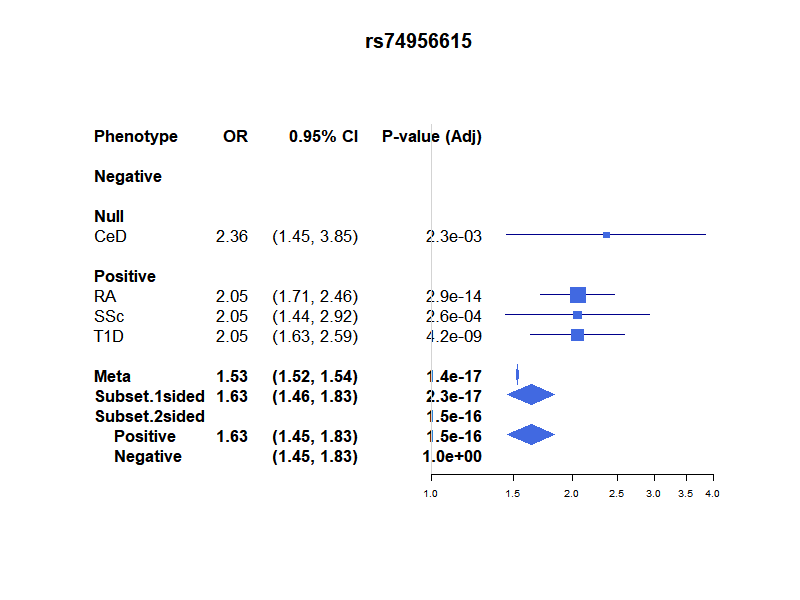 rs74956615
Phenotype OR 0.95% CI P-value (Adj)
Negative
Null
CeD 2.36 (1.45, 3.85) 2.3e-03
Positive
RA 2.05 (1.71, 2.46) 2.9e-14
SSc 2.05 (1.44, 2.92) 2.6e-04
T1D 2.05 (1.63, 2.59) 4.2e-09
Meta 1.53 (1.52, 1.54) 1.4e-17
Subset.1sided 1.63 (1.46, 1.83) 2.3e-17
Subset.2sided 1.5e-16
Positive 1.63 (1.45, 1.83) 1.5e-16
Negative (1.45, 1.83) 1.0e+00
1.0 1.5 2.0 2.5 3.0 3.5 4.0